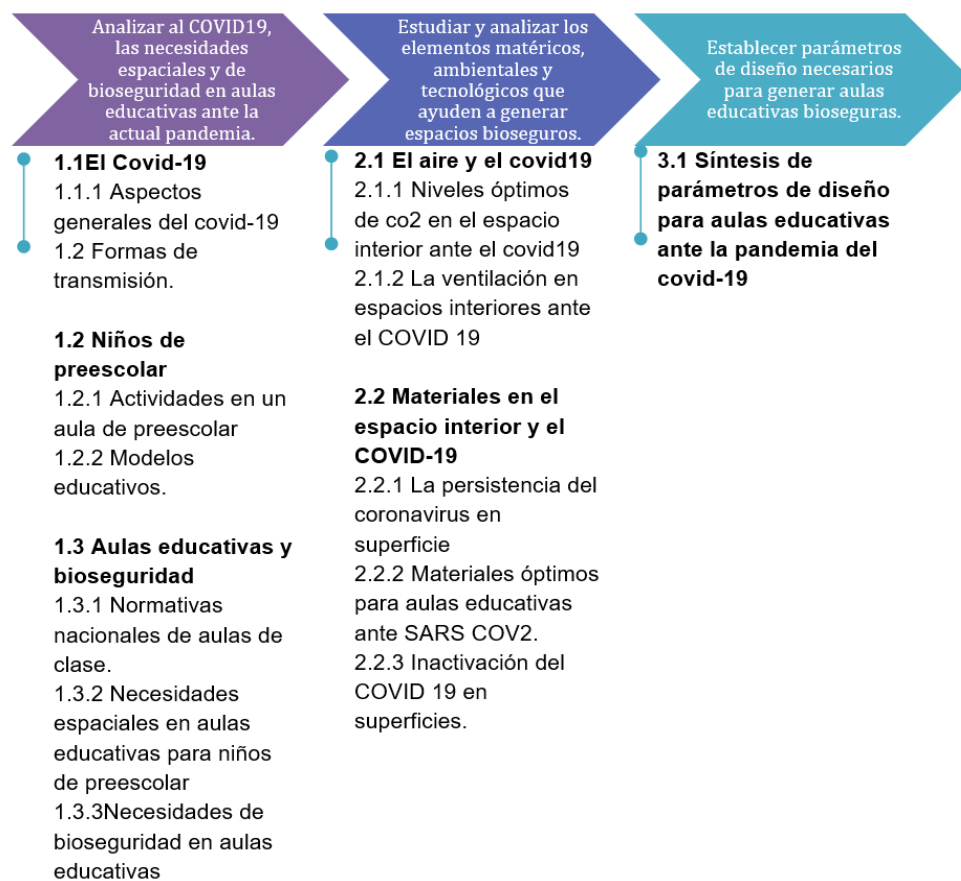 Analizar al COVID19,
las necesidades
espaciales y de
bioseguridad en aulas
educativas ante la
actual pandemia.
1.1El Covid-19
1.1.1 Aspectos
generales del covid-19
1.2 Formas de
transmisión.
1.2 Niños de
preescolar
1.2.1 Actividades en un
aula de preescolar
1.2.2 Modelos
educativos.
1.3 Aulas educativas y
bioseguridad
1.3.1 Normativas
nacionales de aulas de
clase.
1.3.2 Necesidades
espaciales en aulas
educativas para niños
de preescolar
1.3.3Necesidades de
bioseguridad en aulas
educativas
Estudiar y analizar los
elementos matéricos,
ambientales y
tecnológicos que
ayuden a generar
espacios bioseguros.
2.1 El aire y el covid19
2.1.1 Niveles óptimos
de co2 en el espacio
interior ante el covid19
2.1.2 La ventilación en
espacios interiores ante
el COVID 19
2.2 Materiales en el
espacio interior y el
COVID-19
2.2.1 La persistencia del
coronavirus en
superficie
2.2.2 Materiales óptimos
para aulas educativas
ante SARS COV2.
2.2.3 Inactivación del
COVID 19 en
superficies.
Establecer parámetros
de diseño necesarios
para generar aulas
educativas bioseguras.
3.1 Síntesis de
parámetros de diseño
para aulas educativas
ante la pandemia del
covid-19